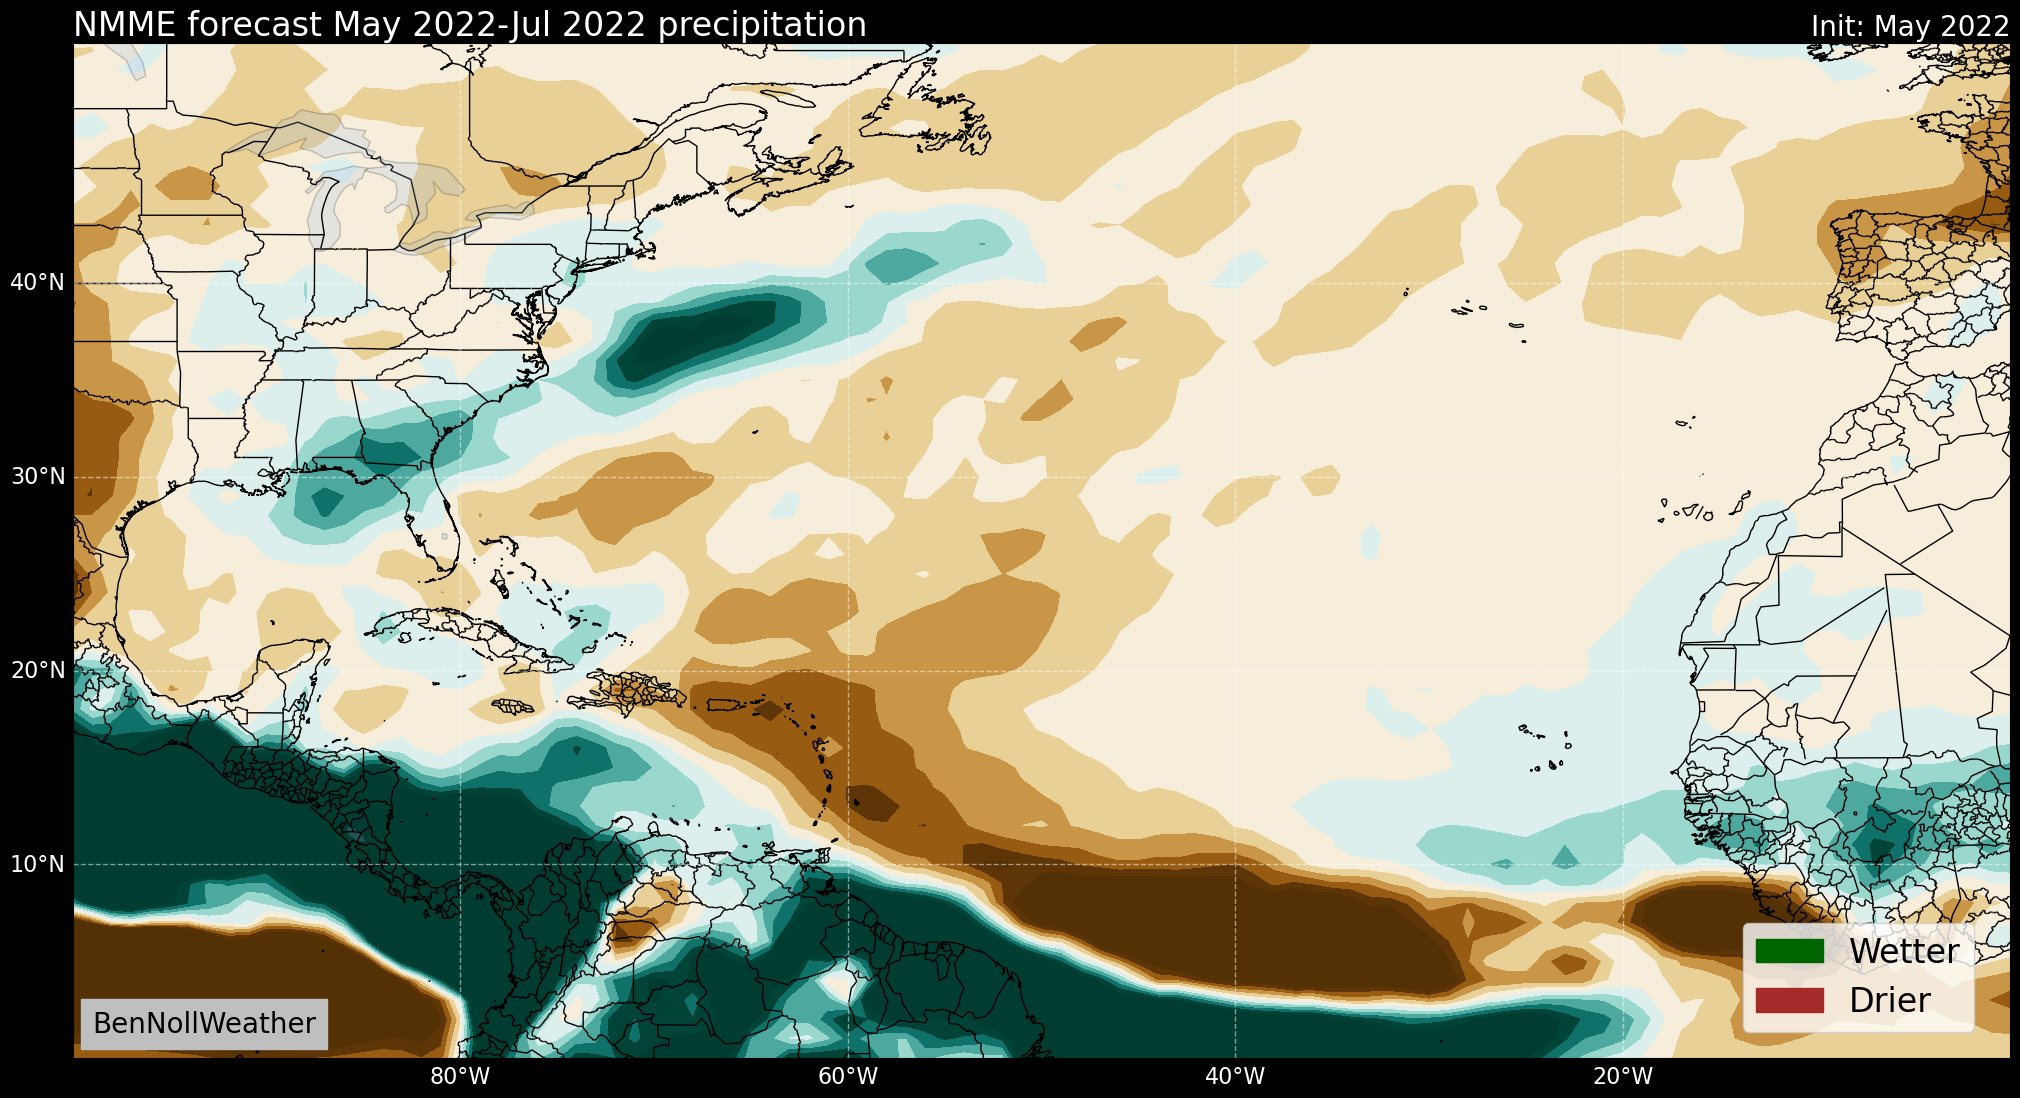 NMME forecast May 2022-Jul 2022 precipitation
Init: May 2022
40°N
30°N
20°N
10°N
Wetter
Drier
BenNollWeather
80°W
60°W
40°W
20°W